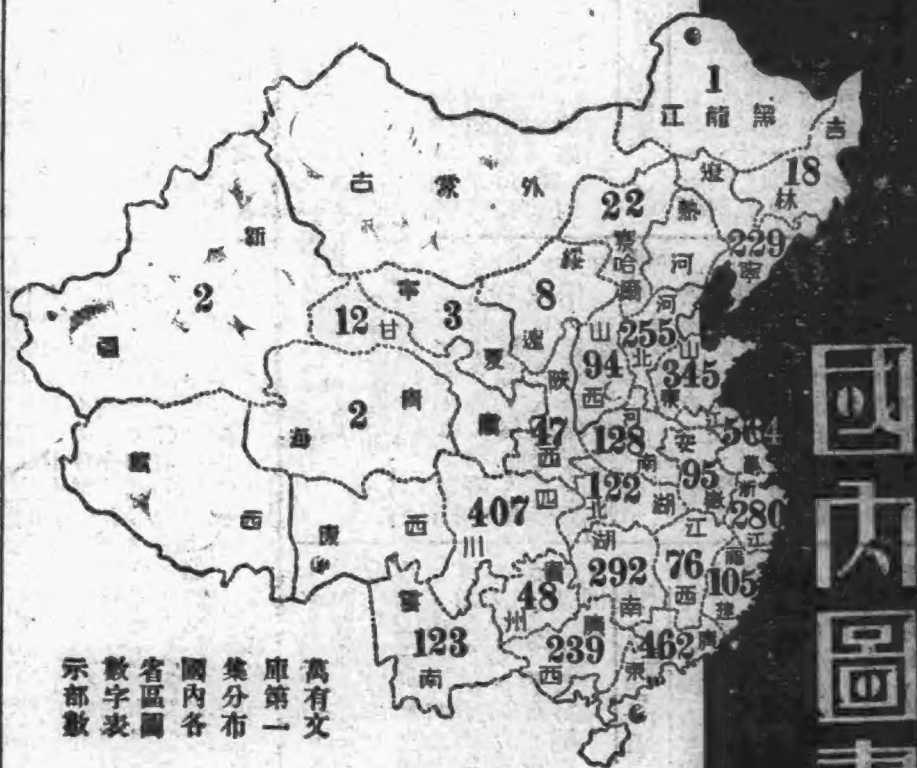 國內圖書
萬有文
庫第一
集分布
國內各
省區圖
數字表
示部數
1
黑龍江
18
吉林
遼寧
229
熱河
22
察哈爾
8
綏遠
外蒙古
新疆
2
12
甘肅
3
寧夏
2
青海
西藏
西康
陝西
47
山西
94
河北
255
山東
345
河南
128
江蘇
564
安徽
95
浙江
280
湖北
122
四川
407
湖南
292
江西
76
福建
105
貴州
48
雲南
123
廣西
239
廣東
462